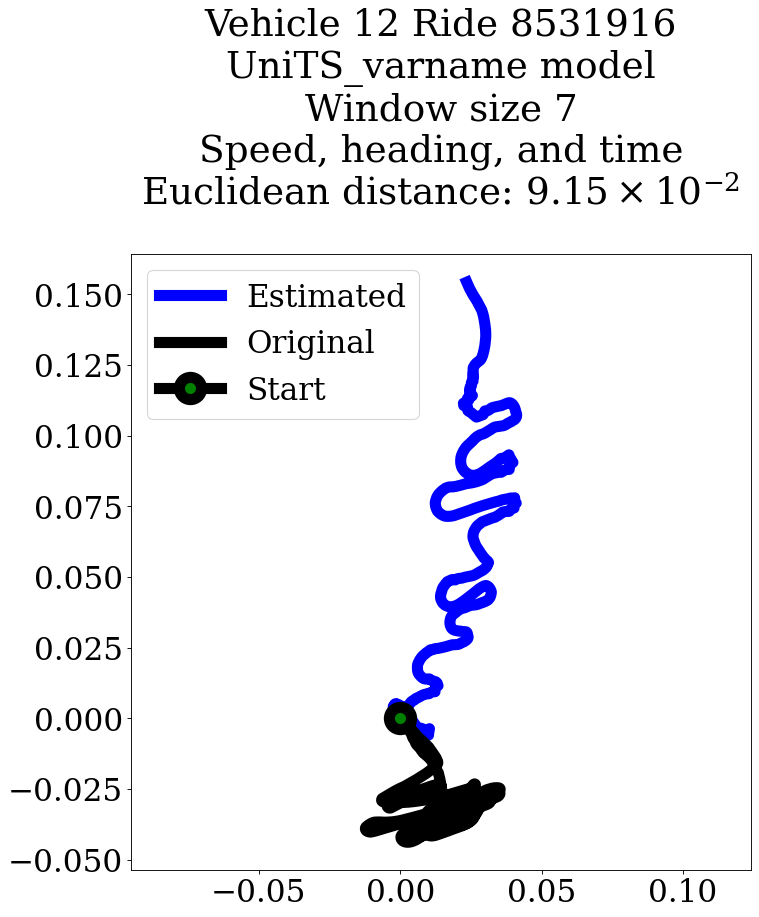 Vehicle 12 Ride 8531916
UniTS_varname model
Window size 7
Speed, heading, and time
Euclidean distance: 9.15 × 10⁻²
Estimated
Original
Start
0.150
0.125
0.100
0.075
0.050
0.025
0.000
−0.025
−0.050
−0.05 0.00 0.05 0.10